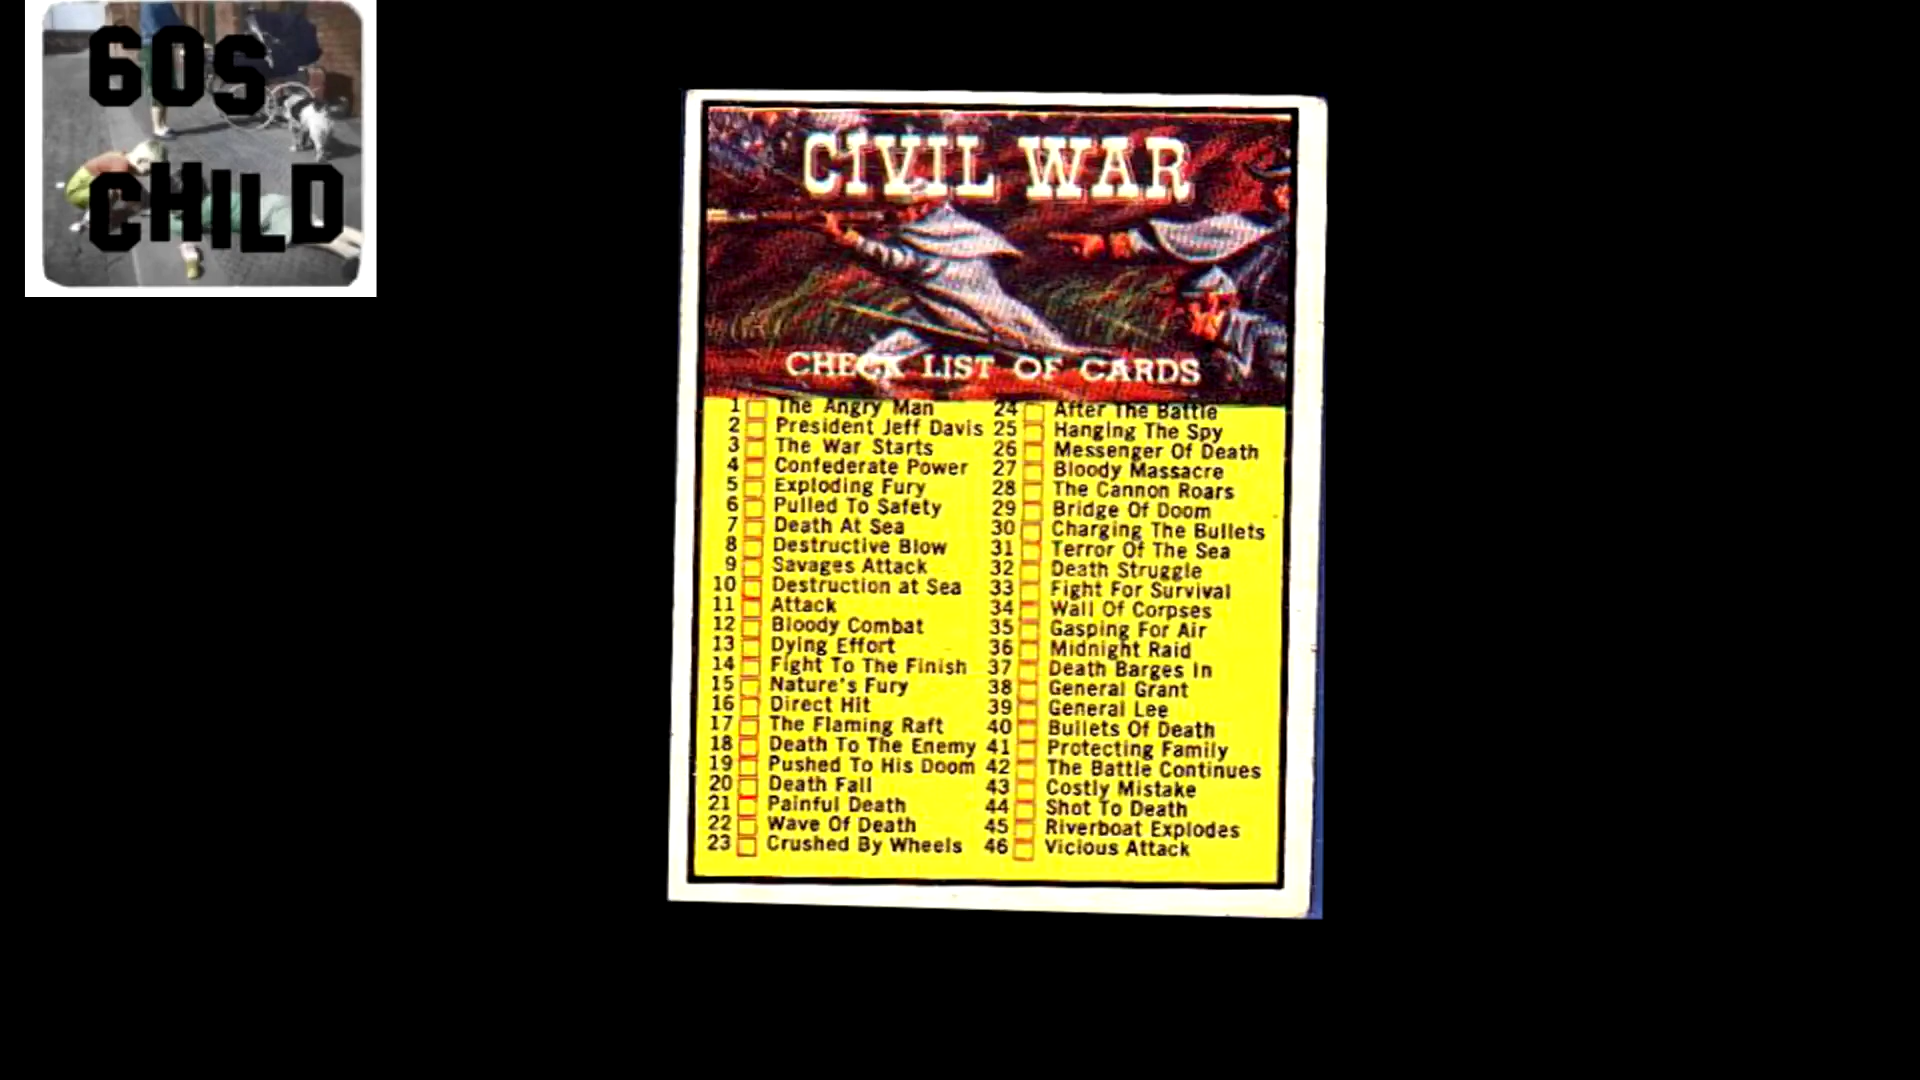 60S
CHILD
CIVIL WAR
CHECK LIST OF CARDS
1 The Angry Man
2 President Jeff Davis
3 The War Starts
4 Confederate Power
5 Exploding Fury
6 Pulled To Safety
7 Death At Sea
8 Destructive Blow
9 Savages Attack
10 Destruction at Sea
11 Attack
12 Bloody Combat
13 Dying Effort
14 Fight To The Finish
15 Nature's Fury
16 Direct Hit
17 The Flaming Raft
18 Death To The Enemy
19 Pushed To His Doom
20 Death Fall
21 Painful Death
22 Wave Of Death
23 Crushed By Wheels
24 After The Battle
25 Hanging The Spy
26 Messenger Of Death
27 Bloody Massacre
28 The Cannon Roars
29 Bridge Of Doom
30 Charging The Bullets
31 Terror Of The Sea
32 Death Struggle
33 Fight For Survival
34 Wall Of Corpses
35 Gasping For Air
36 Midnight Raid
37 Death Barges In
38 General Grant
39 General Lee
40 Bullets Of Death
41 Protecting Family
42 The Battle Continues
43 Costly Mistake
44 Shot To Death
45 Riverboat Explodes
46 Vicious Attack